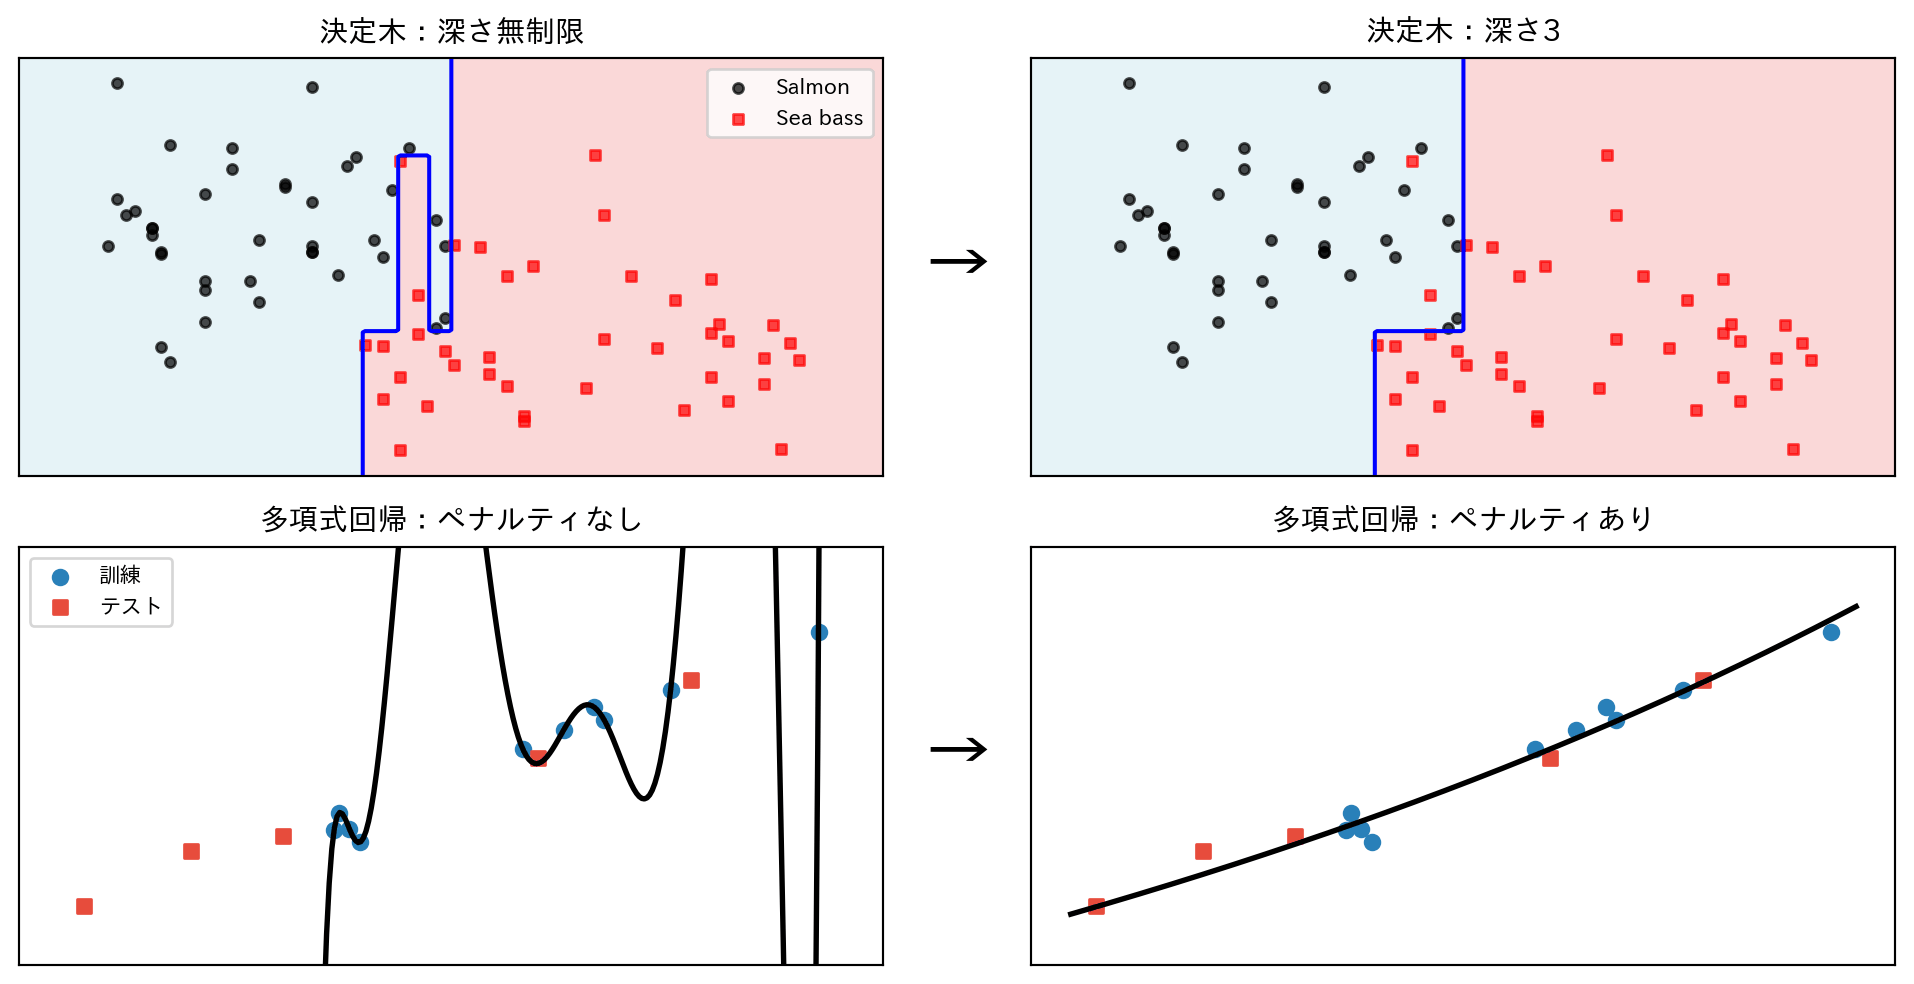 決定木：深さ無制限
Salmon
Sea bass
→
決定木：深さ3
多項式回帰：ペナルティなし
訓練
テスト
→
多項式回帰：ペナルティあり